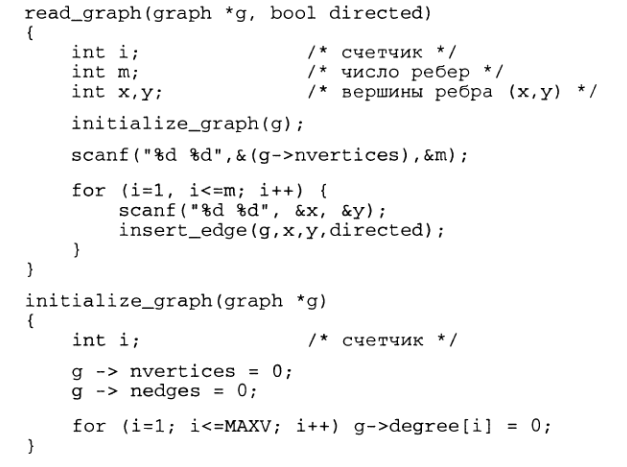 read_graph(graph *g, bool directed)
{
    int i;              /* счетчик */
    int m;              /* число ребер */
    int x,y;            /* вершины ребра (x,y) */
    initialize_graph(g);
    scanf("%d %d",&(g->nvertices),&m);
    for (i=1, i<=m; i++) {
        scanf("%d %d", &x, &y);
        insert_edge(g,x,y,directed);
    }
}
initialize_graph(graph *g)
{
    int i;              /* счетчик */
    g -> nvertices = 0;
    g -> nedges = 0;
    for (i=1; i<=MAXV; i++) g->degree[i] = 0;
}